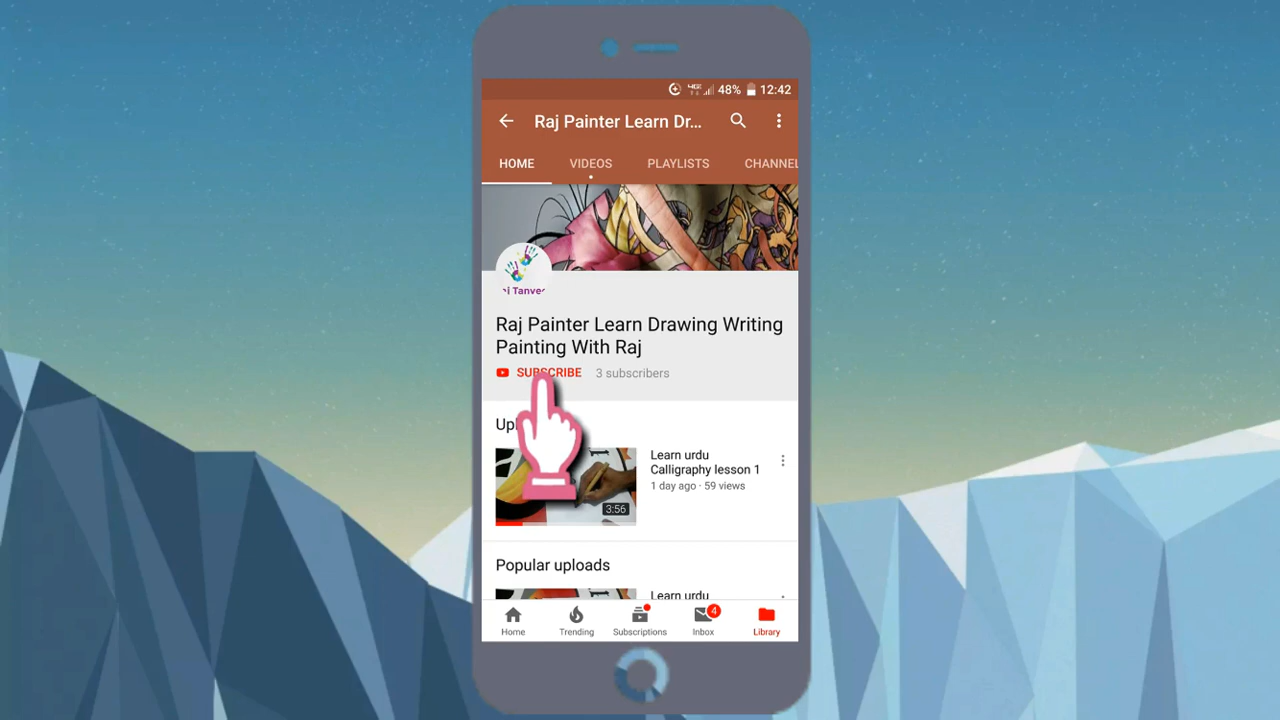 48% 12:42
Raj Painter Learn Dr...
HOME VIDEOS PLAYLISTS CHANNEL
Raj Painter Learn Drawing Writing
Painting With Raj
SUBSCRIBE 3 subscribers
Learn urdu
Calligraphy lesson 1
1 day ago · 59 views
3:56
Popular uploads
Learn urdu
Home Trending Subscriptions Inbox Library
4